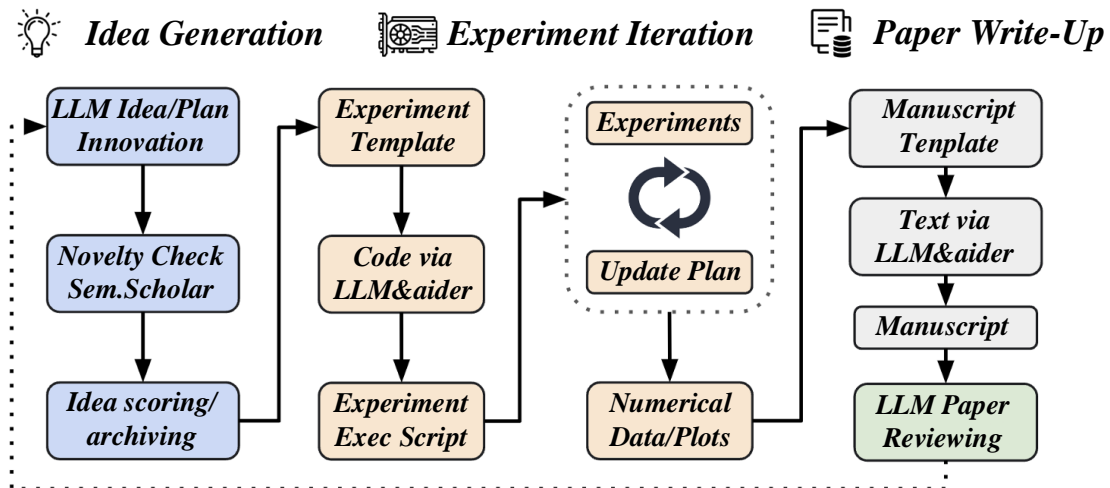 Idea Generation
Experiment Iteration
Paper Write-Up
LLM Idea/Plan
Innovation
Novelty Check
Sem.Scholar
Idea scoring/
archiving
Experiment
Template
Code via
LLM&aider
Experiment
Exec Script
Experiments
Update Plan
Numerical
Data/Plots
Manuscript
Tenplate
Text via
LLM&aider
Manuscript
LLM Paper
Reviewing